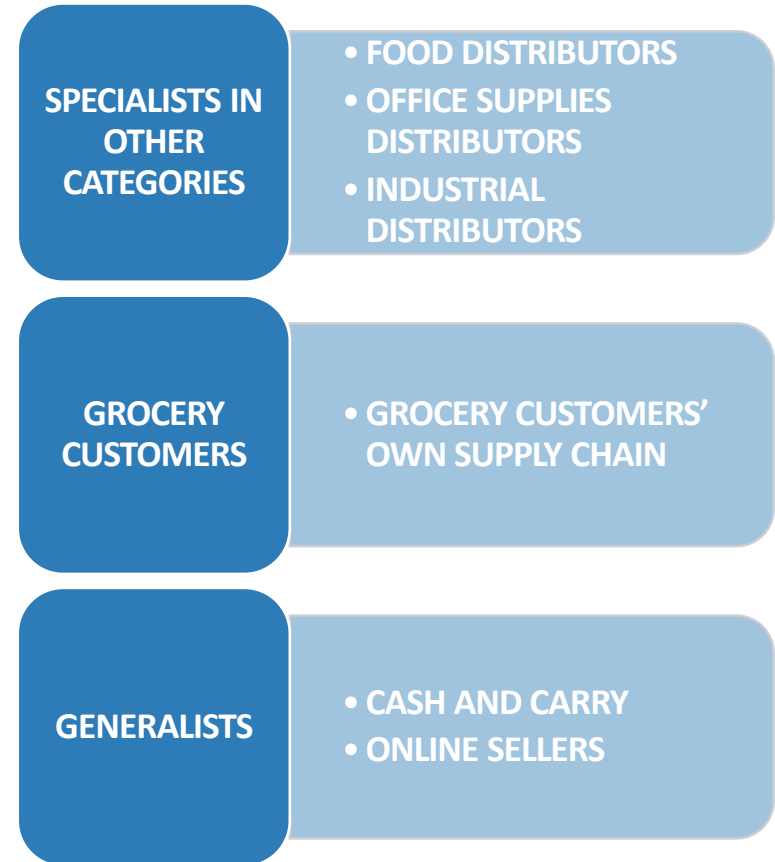 SPECIALISTS IN
OTHER
CATEGORIES
• FOOD DISTRIBUTORS
• OFFICE SUPPLIES
DISTRIBUTORS
• INDUSTRIAL
DISTRIBUTORS
GROCERY
CUSTOMERS
• GROCERY CUSTOMERS’
OWN SUPPLY CHAIN
GENERALISTS
• CASH AND CARRY
• ONLINE SELLERS